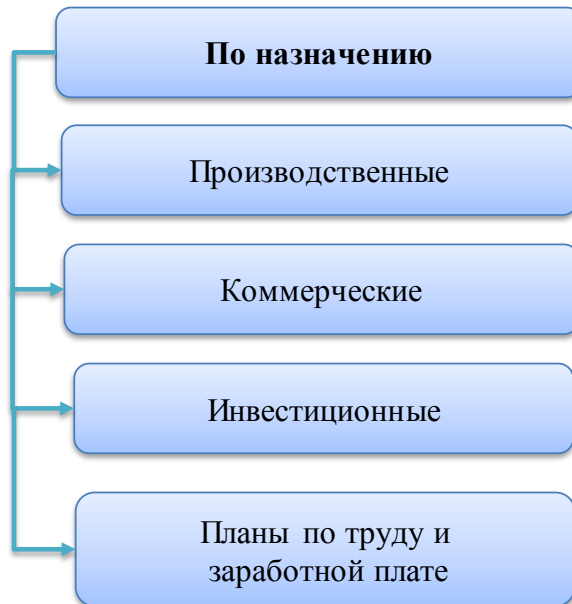 По назначению
Производственные
Коммерческие
Инвестиционные
Планы по труду и
заработной плате